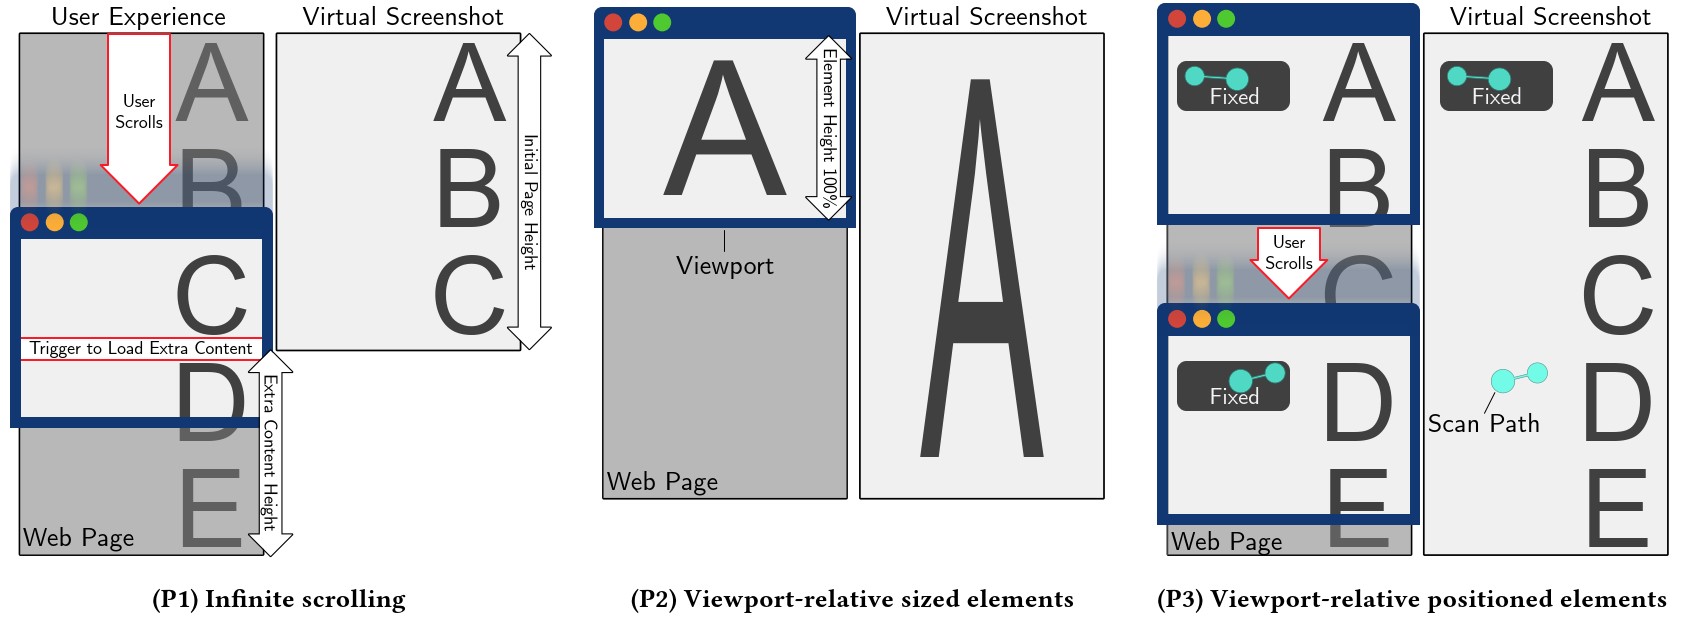 User Experience
Virtual Screenshot
A
B
C
D
E
User
Scrolls
Trigger to Load Extra Content
Extra Content Height
Web Page
A
B
C
Initial Page Height
(P1) Infinite scrolling
Virtual Screenshot
A
Element Height 100%
Viewport
Web Page
A
(P2) Viewport-relative sized elements
Virtual Screenshot
Fixed
A
B
User
Scrolls
C
Fixed
D
E
Web Page
Fixed
A
B
C
D
E
Scan Path
(P3) Viewport-relative positioned elements